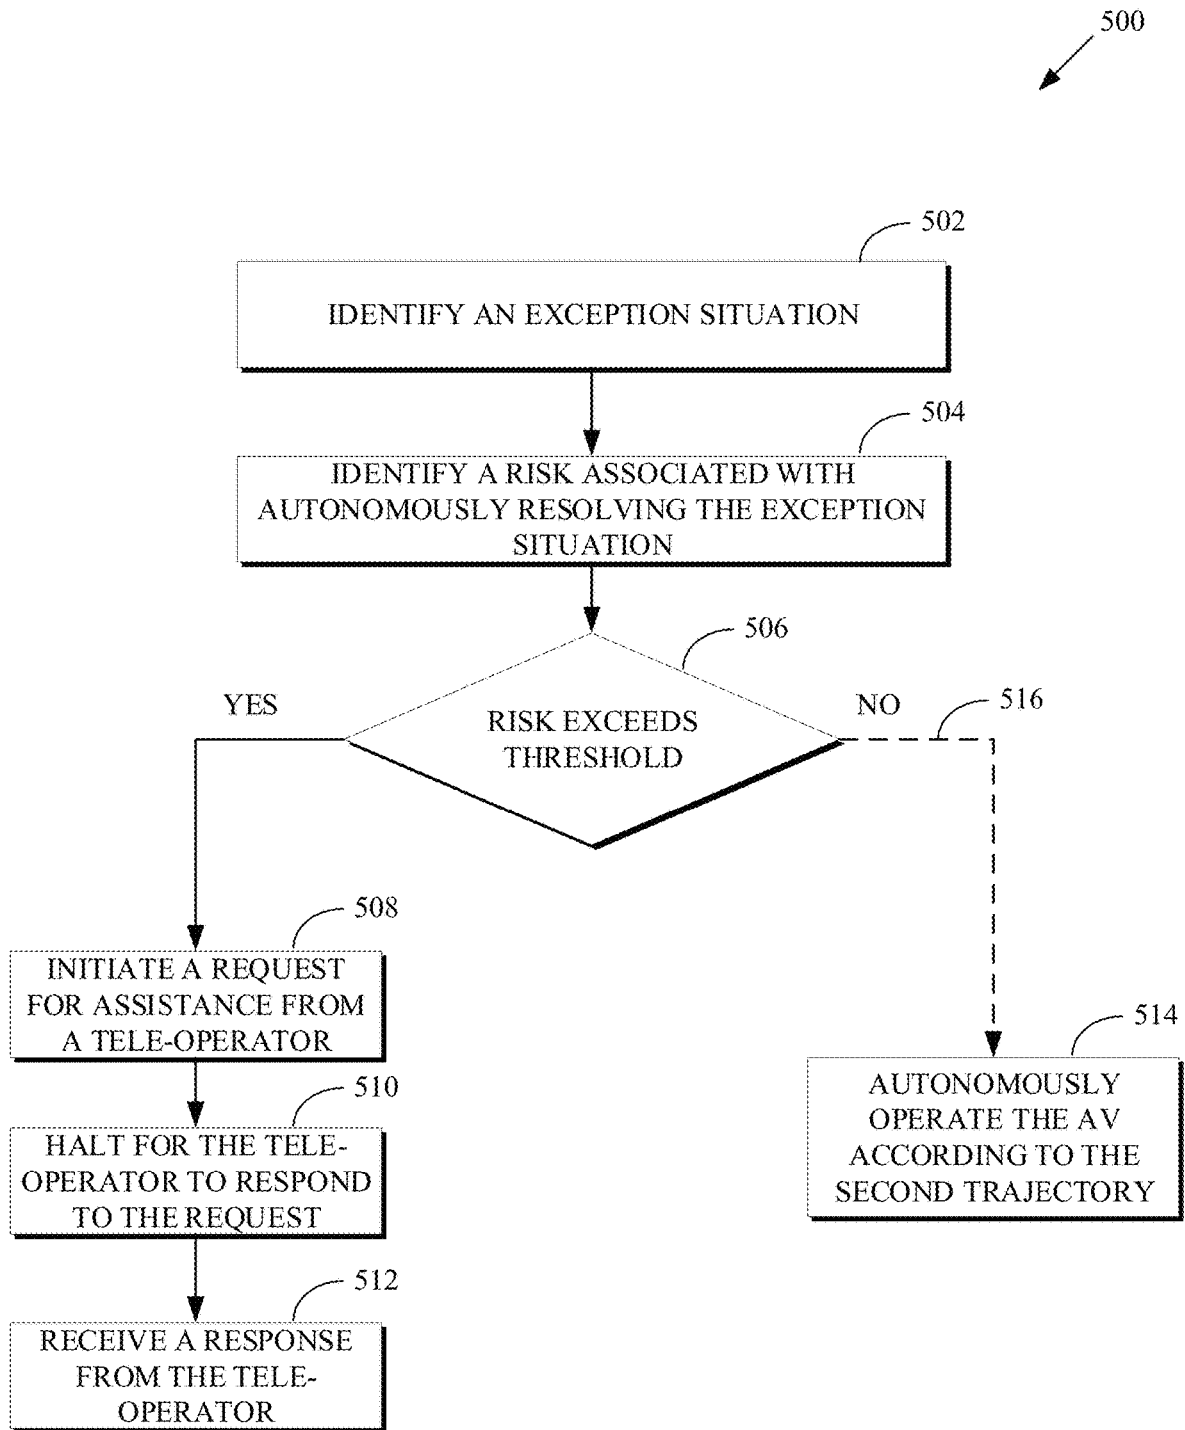 500
502
IDENTIFY AN EXCEPTION SITUATION
504
IDENTIFY A RISK ASSOCIATED WITH
AUTONOMOUSLY RESOLVING THE EXCEPTION
SITUATION
506
YES
NO
516
RISK EXCEEDS
THRESHOLD
508
INITIATE A REQUEST
FOR ASSISTANCE FROM
A TELE-OPERATOR
510
HALT FOR THE TELE-
OPERATOR TO RESPOND
TO THE REQUEST
512
RECEIVE A RESPONSE
FROM THE TELE-
OPERATOR
514
AUTONOMOUSLY
OPERATE THE AV
ACCORDING TO THE
SECOND TRAJECTORY